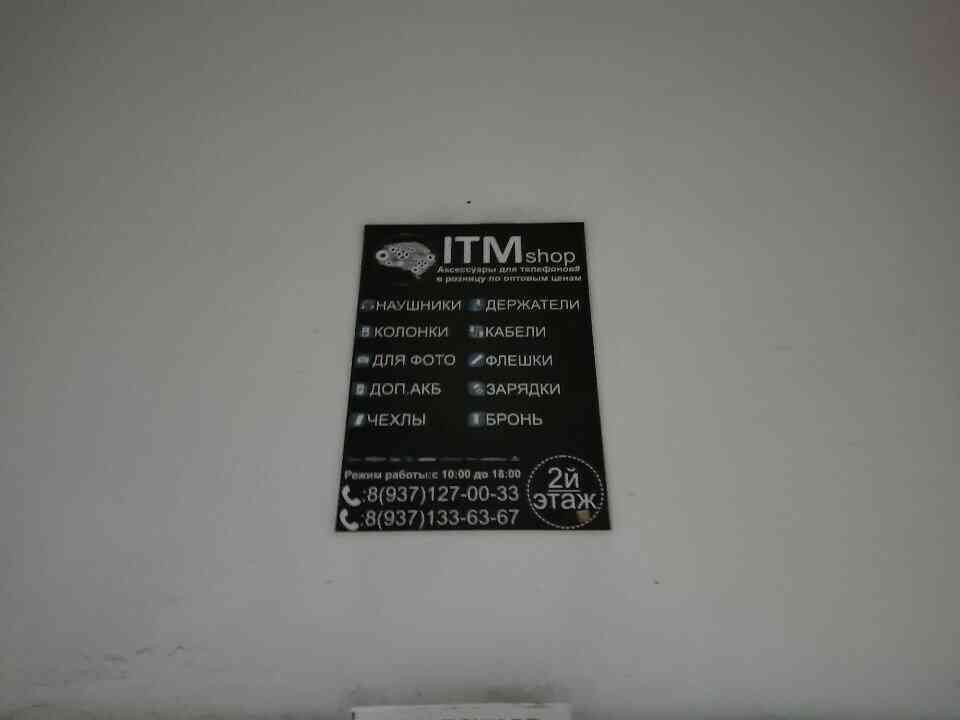 ITM shop
Аксессуары для телефонов
в розницу по оптовым ценам
НАУШНИКИ ДЕРЖАТЕЛИ
КОЛОНКИ КАБЕЛИ
ДЛЯ ФОТО ФЛЕШКИ
ДОП.АКБ ЗАРЯДКИ
ЧЕХЛЫ БРОНЬ
Режим работы: с 10:00 до 18:00
:8(937)127-00-33
:8(937)133-63-67
2й
этаж